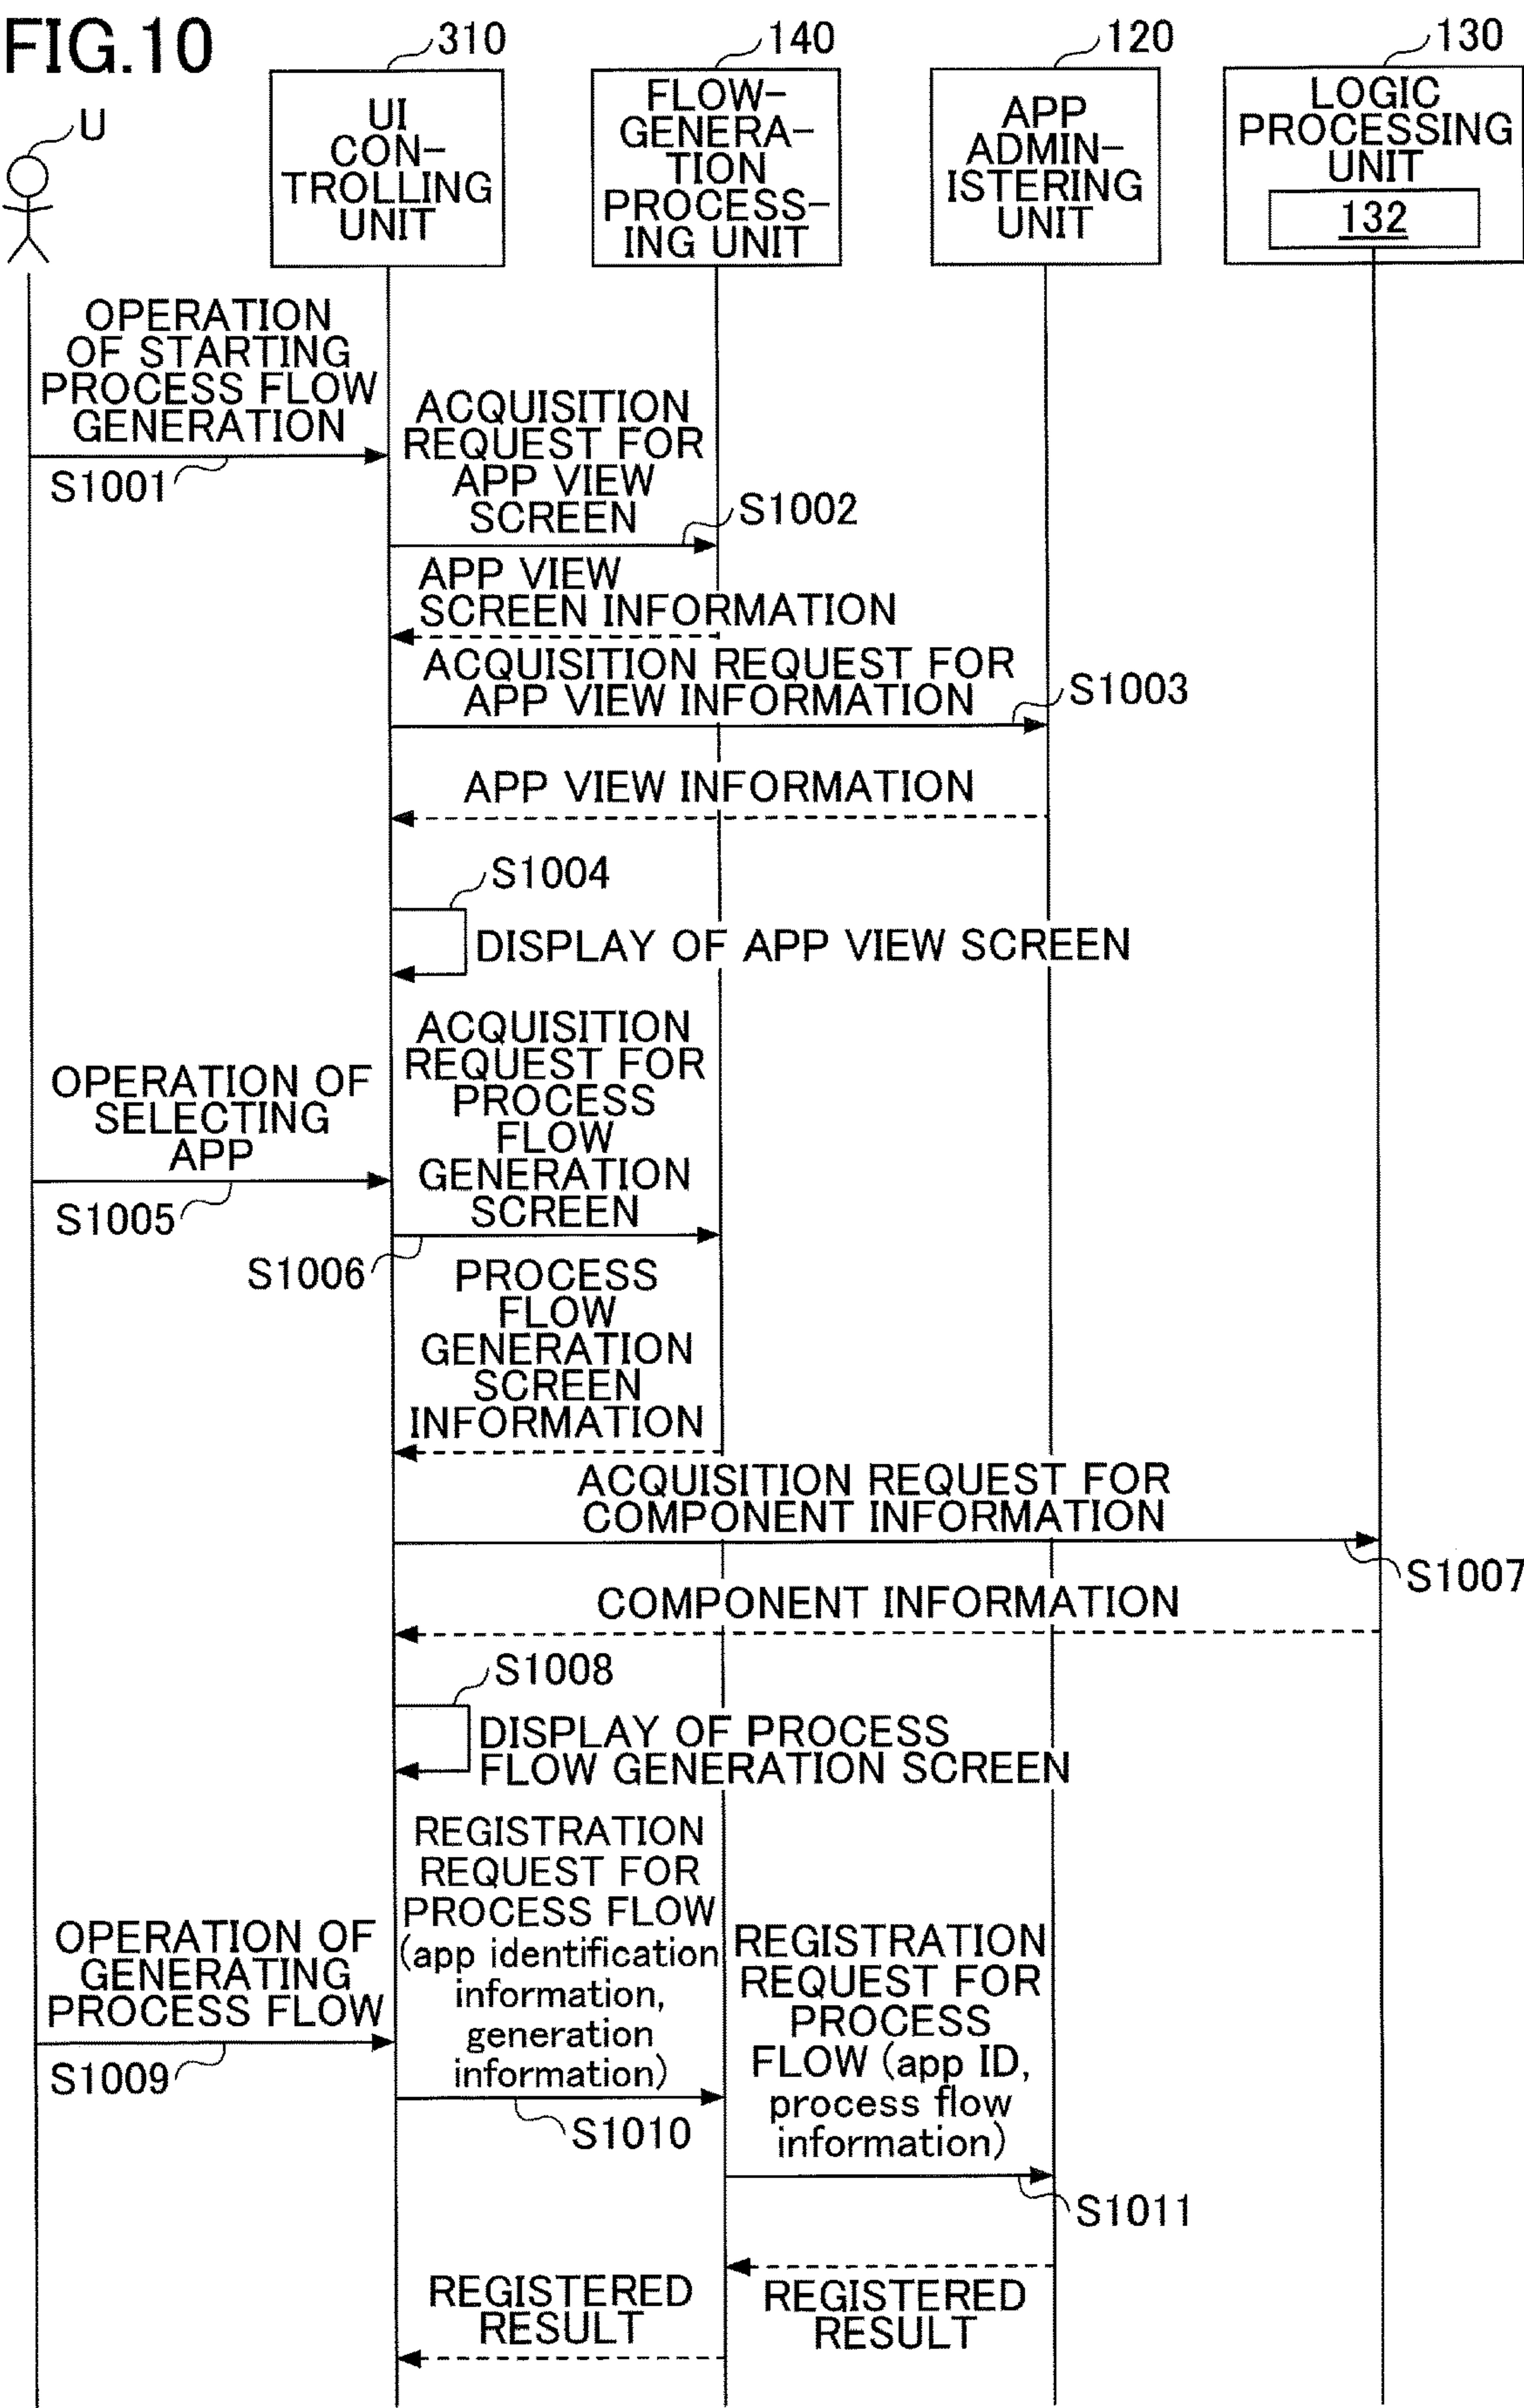 FIG.10
310
140
120
130
U
UI
CON-
TROLLING
UNIT
FLOW-
GENERA-
TION
PROCESS-
ING UNIT
APP
ADMIN-
ISTERING
UNIT
LOGIC
PROCESSING
UNIT
132
OPERATION
OF STARTING
PROCESS FLOW
GENERATION
S1001
ACQUISITION
REQUEST FOR
APP VIEW
SCREEN
S1002
APP VIEW
SCREEN INFORMATION
ACQUISITION REQUEST FOR
APP VIEW INFORMATION
S1003
APP VIEW INFORMATION
S1004
DISPLAY OF APP VIEW SCREEN
OPERATION OF
SELECTING
APP
S1005
ACQUISITION
REQUEST FOR
PROCESS
FLOW
GENERATION
SCREEN
S1006
PROCESS
FLOW
GENERATION
SCREEN
INFORMATION
ACQUISITION REQUEST FOR
COMPONENT INFORMATION
S1007
COMPONENT INFORMATION
S1008
DISPLAY OF PROCESS
FLOW GENERATION SCREEN
OPERATION OF
GENERATING
PROCESS FLOW
S1009
REGISTRATION
REQUEST FOR
PROCESS FLOW
(app identification
information,
generation
information)
S1010
REGISTRATION
REQUEST FOR
PROCESS
FLOW (app ID,
process flow
information)
S1011
REGISTERED
RESULT
REGISTERED
RESULT